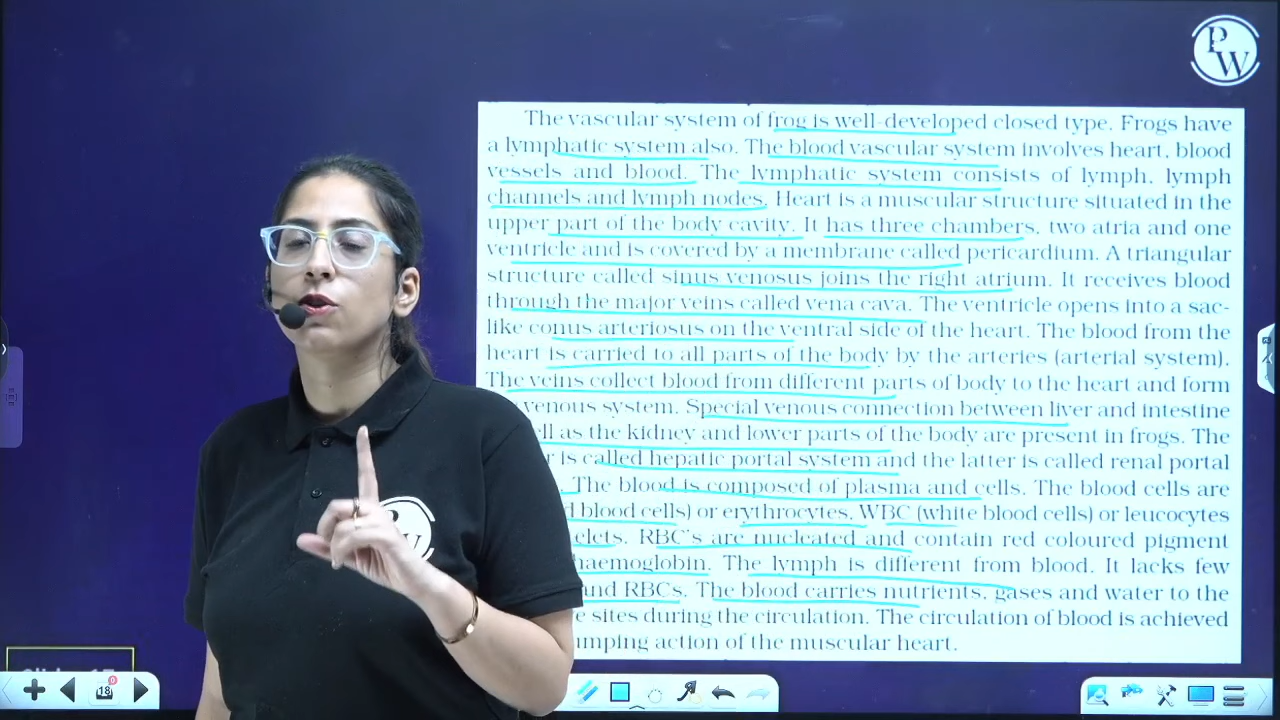 P
W
The vascular system of frog is well-developed closed type. Frogs have
a lymphatic system also. The blood vascular system involves heart, blood
vessels and blood. The lymphatic system consists of lymph, lymph
channels and lymph nodes. Heart is a muscular structure situated in the
upper part of the body cavity. It has three chambers, two atria and one
ventricle and is covered by a membrane called pericardium. A triangular
structure called sinus venosus joins the right atrium. It receives blood
through the major veins called vena cava. The ventricle opens into a sac-
like conus arteriosus on the ventral side of the heart. The blood from the
heart is carried to all parts of the body by the arteries (arterial system).
The veins collect blood from different parts of body to the heart and form
venous system. Special venous connection between liver and intestine
ell as the kidney and lower parts of the body are present in frogs. The
r is called hepatic portal system and the latter is called renal portal
. The blood is composed of plasma and cells. The blood cells are
d blood cells) or erythrocytes, WBC (white blood cells) or leucocytes
elets. RBC's are nucleated and contain red coloured pigment
haemoglobin. The lymph is different from blood. It lacks few
and RBCs. The blood carries nutrients, gases and water to the
e sites during the circulation. The circulation of blood is achieved
umping action of the muscular heart.
W
18